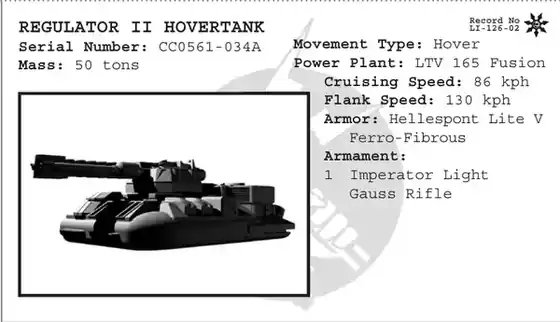 REGULATOR II HOVERTANK
Serial Number: CC0561-034A
Mass: 50 tons
Record No
LI-126-02
Movement Type: Hover
Power Plant: LTV 165 Fusion
Cruising Speed: 86 kph
Flank Speed: 130 kph
Armor: Hellespont Lite V
Ferro-Fibrous
Armament:
1 Imperator Light
Gauss Rifle